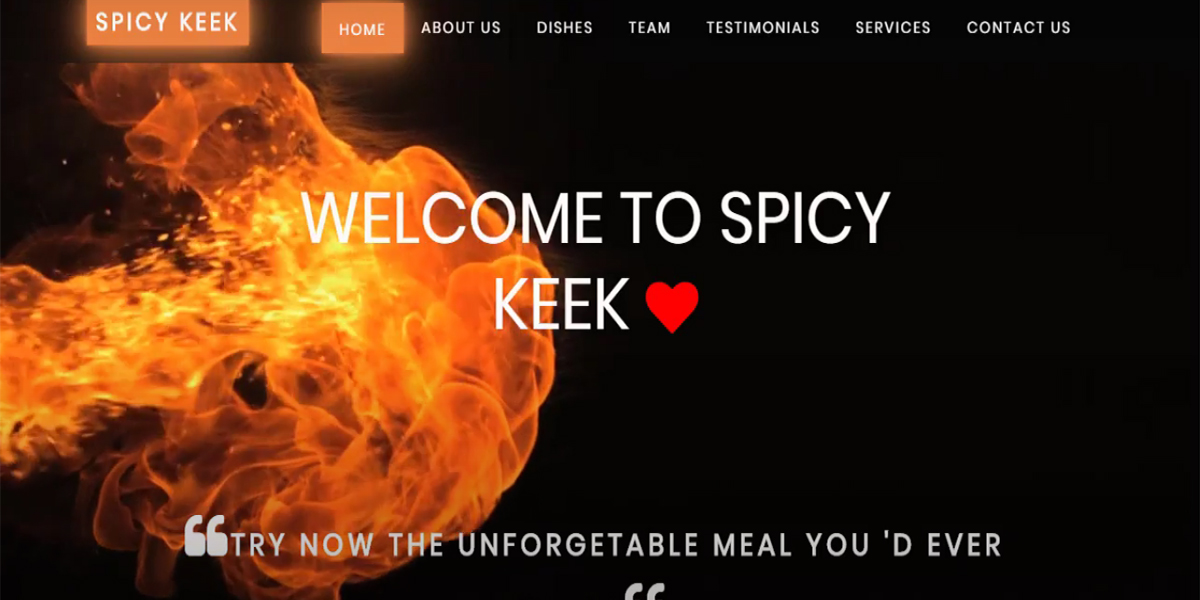 SPICY KEEK
HOME ABOUT US DISHES TEAM TESTIMONIALS SERVICES CONTACT US
WELCOME TO SPICY
KEEK ❤
❝TRY NOW THE UNFORGETABLE MEAL YOU 'D EVER
❝